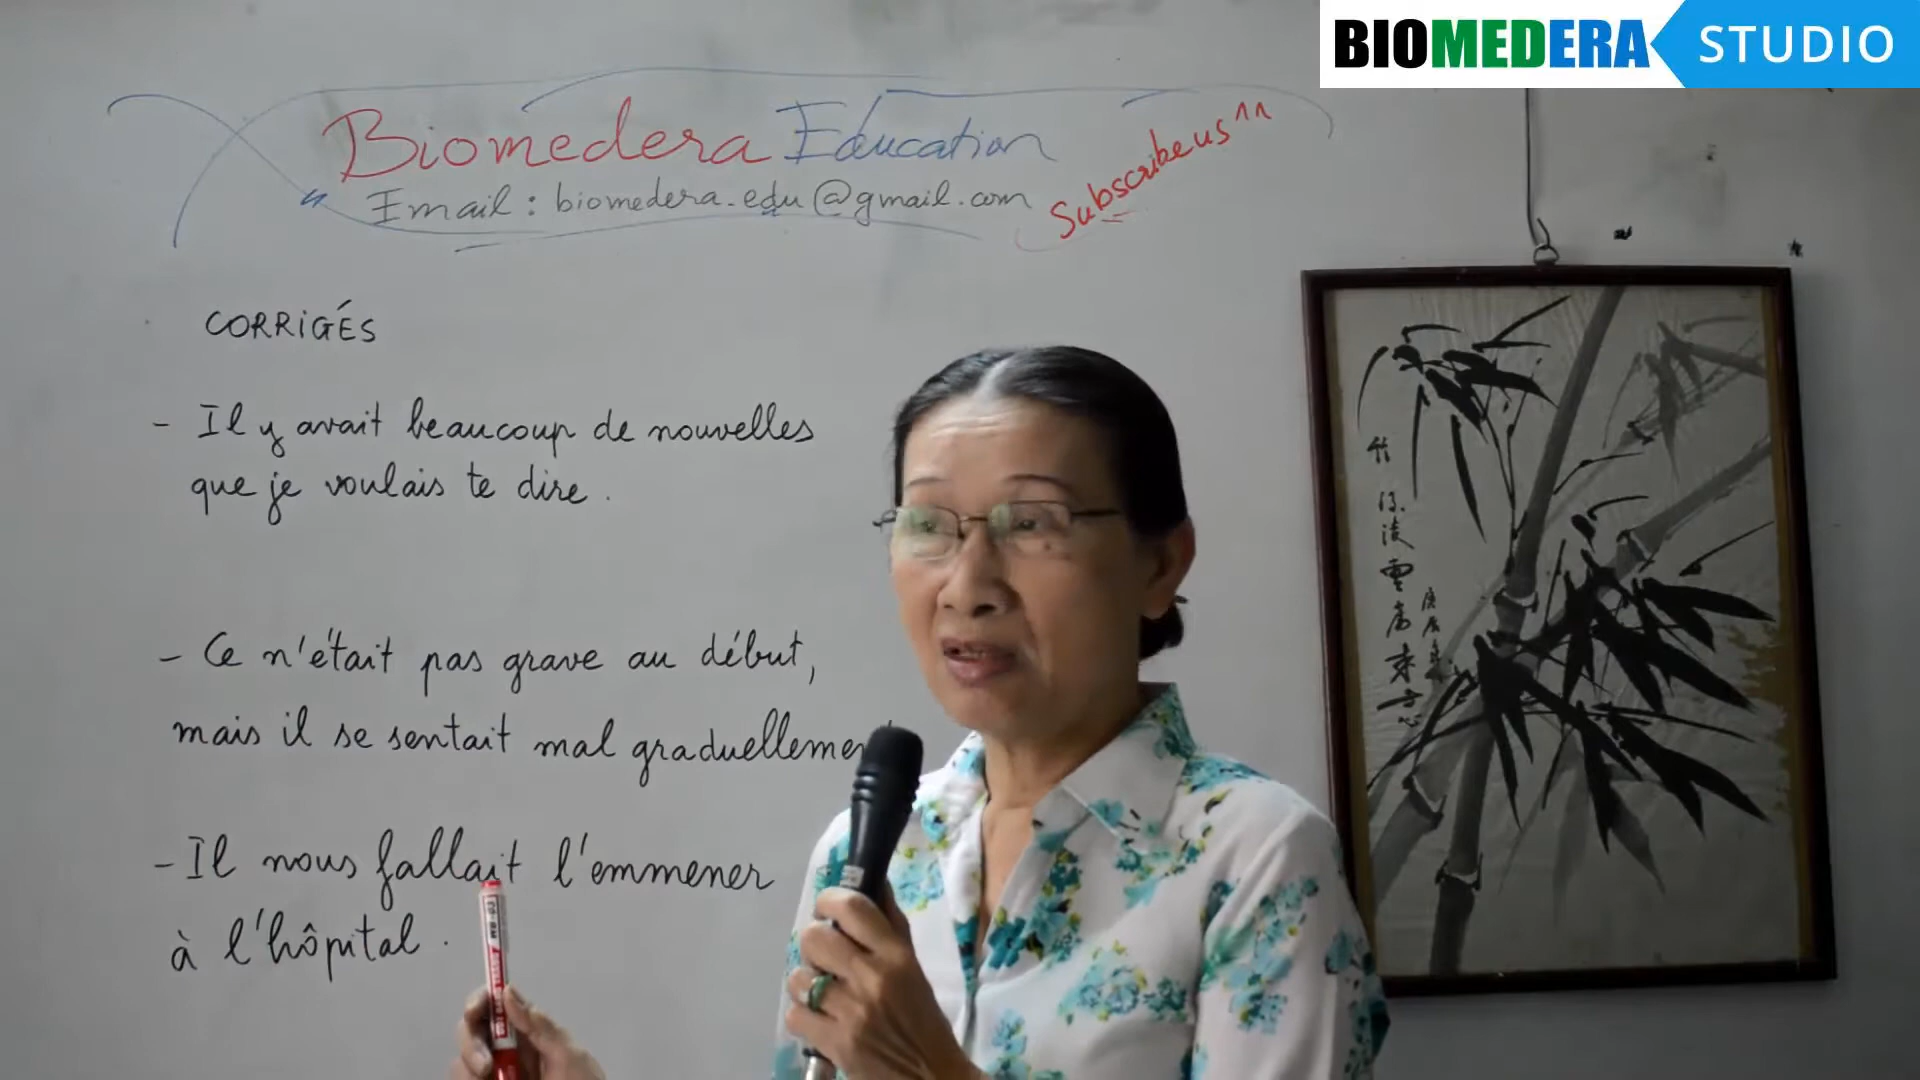 BIOMEDERA STUDIO
Biomedera Education
Email : biomedera.edu@gmail.com
Subscribe us ^^
CORRIGÉS
- Il y avait beaucoup de nouvelles
que je voulais te dire .
- Ce n'était pas grave au début,
mais il se sentait mal graduellement
- Il nous fallait l'emmener
à l'hôpital .
竹